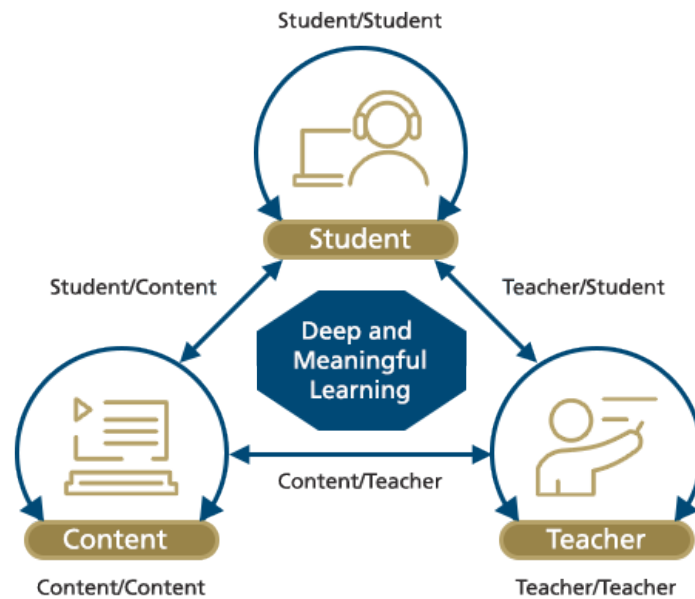 Student/Student
Student
Student/Content
Teacher/Student
Deep and
Meaningful
Learning
Content/Teacher
Content
Teacher
Content/Content
Teacher/Teacher